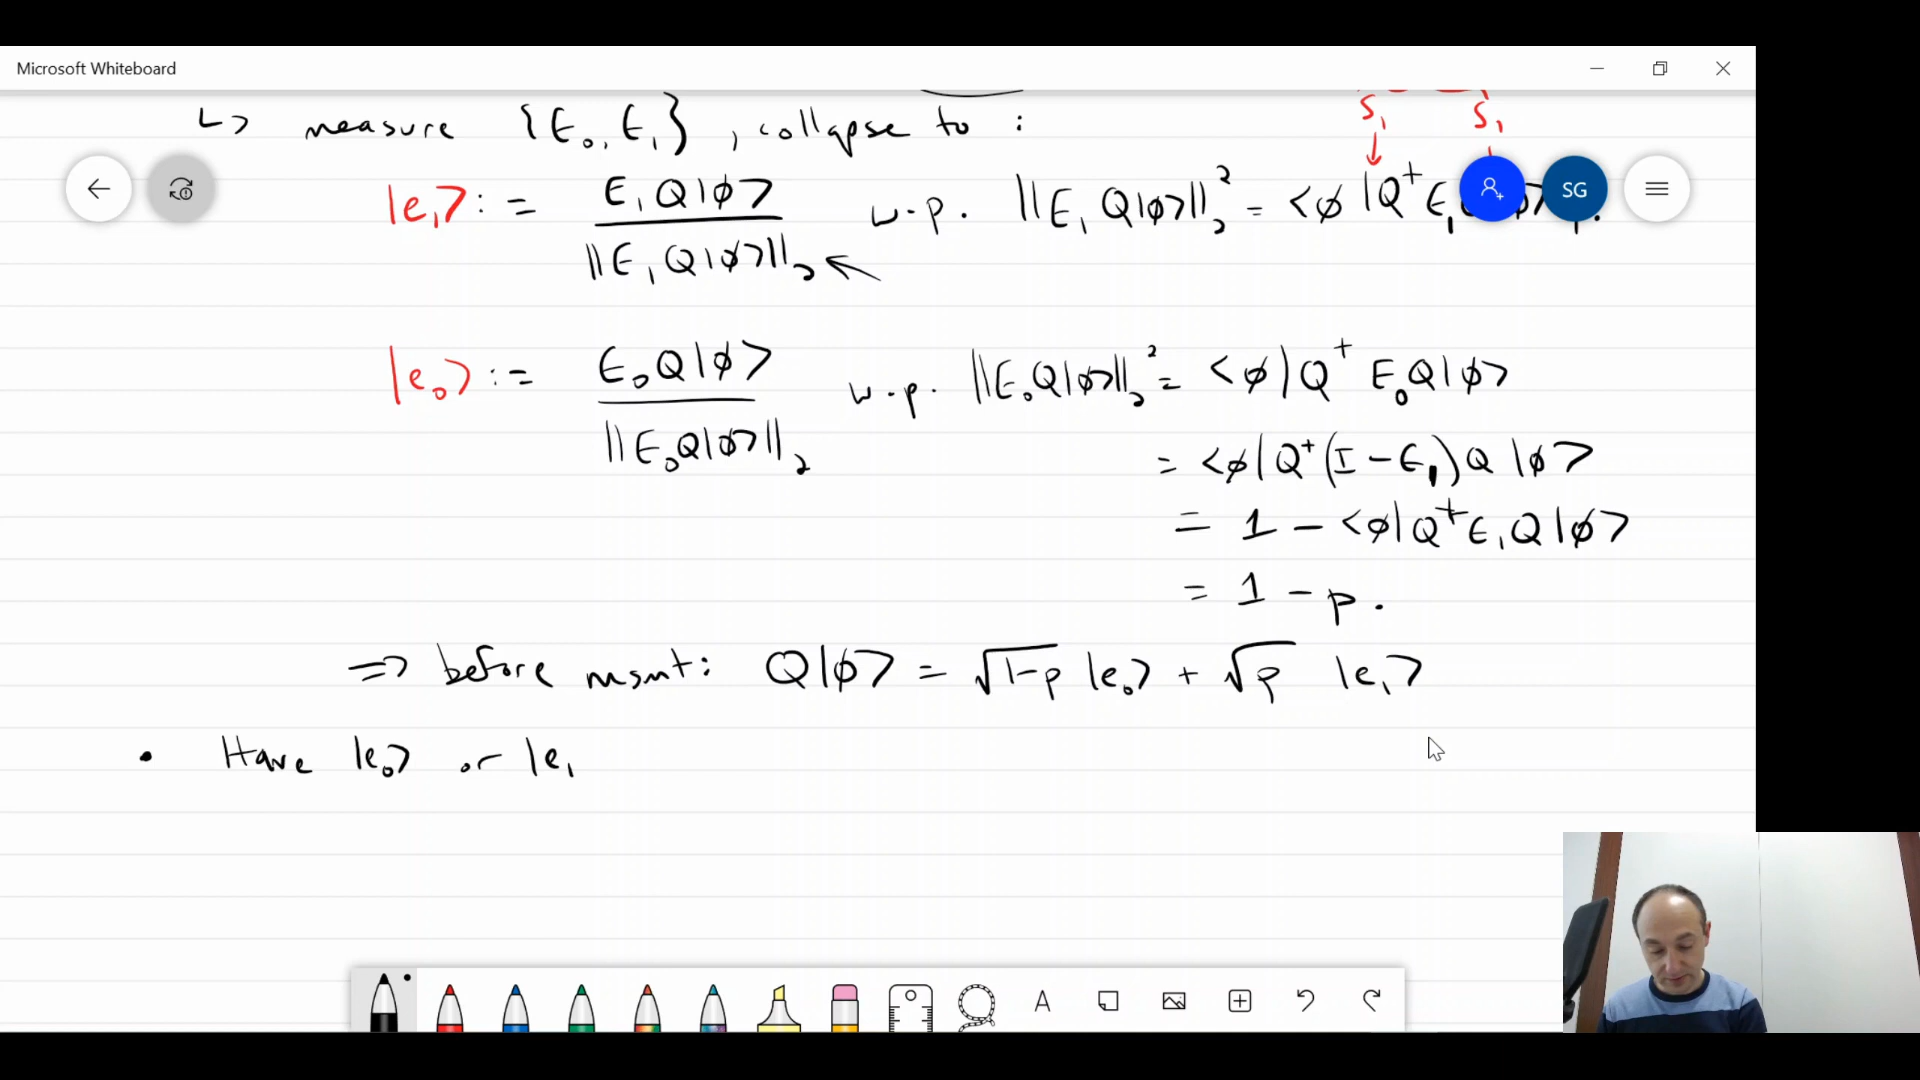 Microsoft Whiteboard
↳ measure {E₀, E₁}, collapse to :
S₁ S₁
|e₁⟩ := E₁Q|φ⟩ / ||E₁Q|φ⟩||₂ w.p. ||E₁Q|φ⟩||₂² = <φ|Q†E₁
SG
|e₀⟩ := E₀Q|φ⟩ / ||E₀Q|φ⟩||₂ w.p. ||E₀Q|φ⟩||₂² = <φ|Q† E₀Q|φ⟩
= <φ|Q†(I - E₁)Q|φ⟩
= 1 - <φ|Q†E₁Q|φ⟩
= 1 - p.
⇒ before msmt: Q|φ⟩ = √1-p |e₀⟩ + √p |e₁⟩
• Have |e₀⟩ or |e₁
A